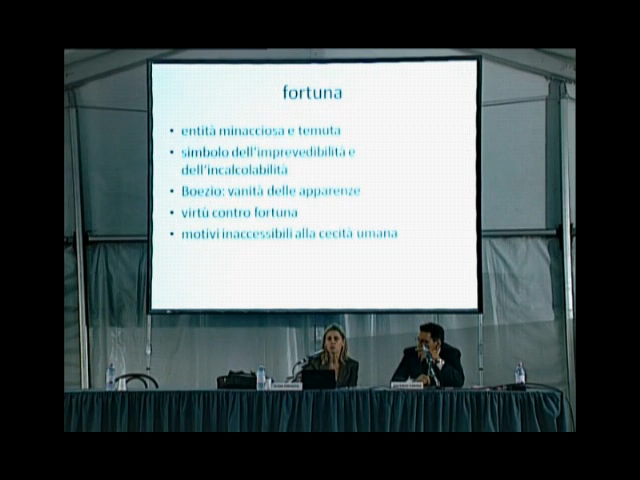 fortuna
• entità minacciosa e temuta
• simbolo dell'imprevedibilità e
dell'incalcolabilità
• Boezio: vanità delle apparenze
• virtù contro fortuna
• motivi inaccessibili alla cecità umana